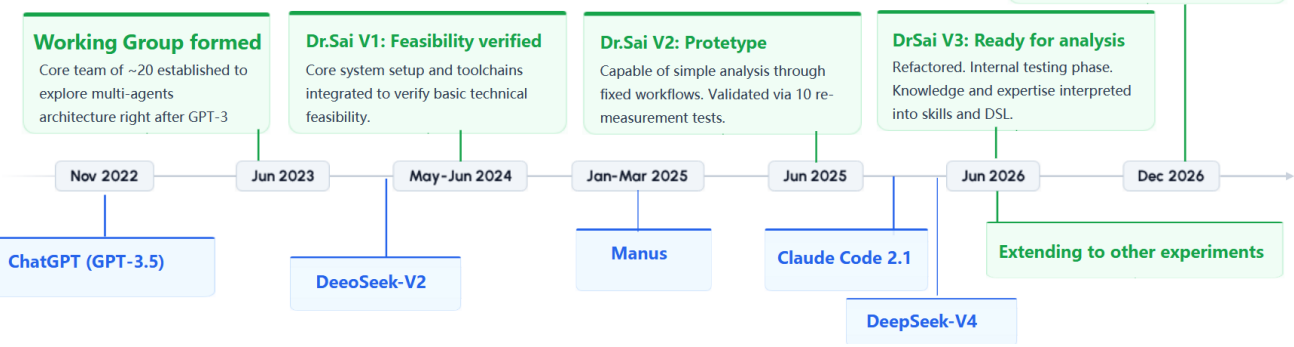 Working Group formed
Core team of ~20 established to
explore multi-agents
architecture right after GPT-3
Dr.Sai V1: Feasibility verified
Core system setup and toolchains
integrated to verify basic technical
feasibility.
Dr.Sai V2: Protetype
Capable of simple analysis through
fixed workflows. Validated via 10 re-
measurement tests.
DrSai V3: Ready for analysis
Refactored. Internal testing phase.
Knowledge and expertise interpreted
into skills and DSL.
Nov 2022
Jun 2023
May-Jun 2024
Jan-Mar 2025
Jun 2025
Jun 2026
Dec 2026
ChatGPT (GPT-3.5)
DeeoSeek-V2
Manus
Claude Code 2.1
DeepSeek-V4
Extending to other experiments